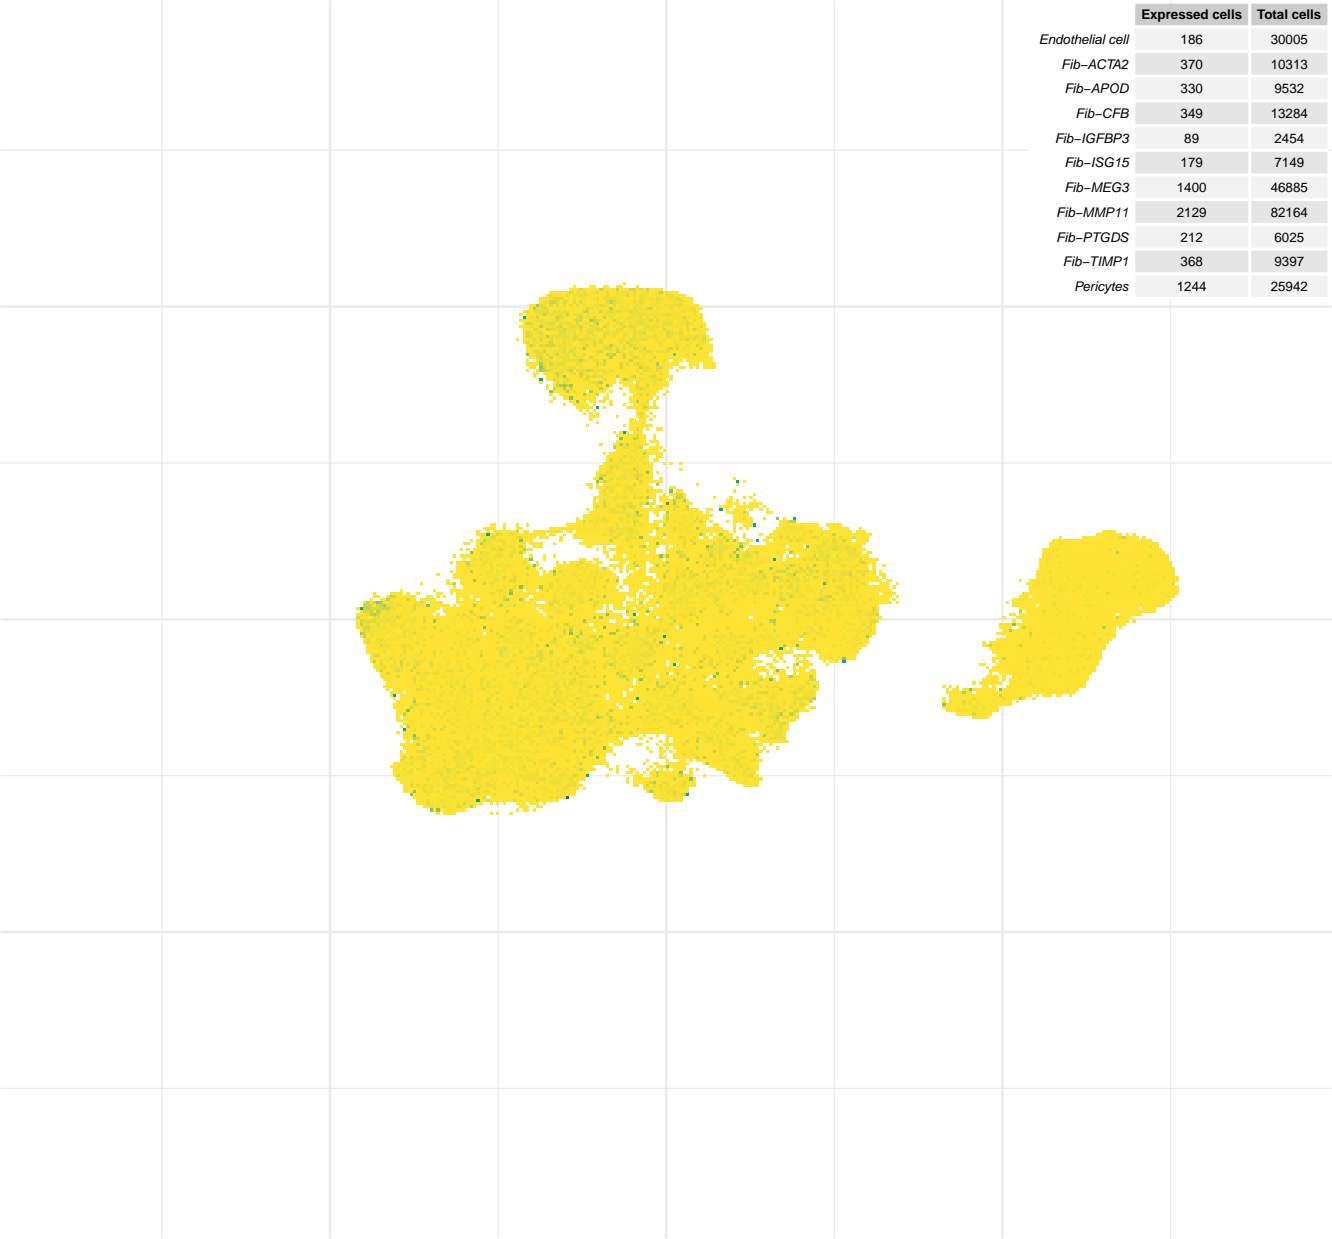 Expressed cells Total cells
Endothelial cell 186 30005
Fib−ACTA2 370 10313
Fib−APOD 330 9532
Fib−CFB 349 13284
Fib−IGFBP3 89 2454
Fib−ISG15 179 7149
Fib−MEG3 1400 46885
Fib−MMP11 2129 82164
Fib−PTGDS 212 6025
Fib−TIMP1 368 9397
Pericytes 1244 25942